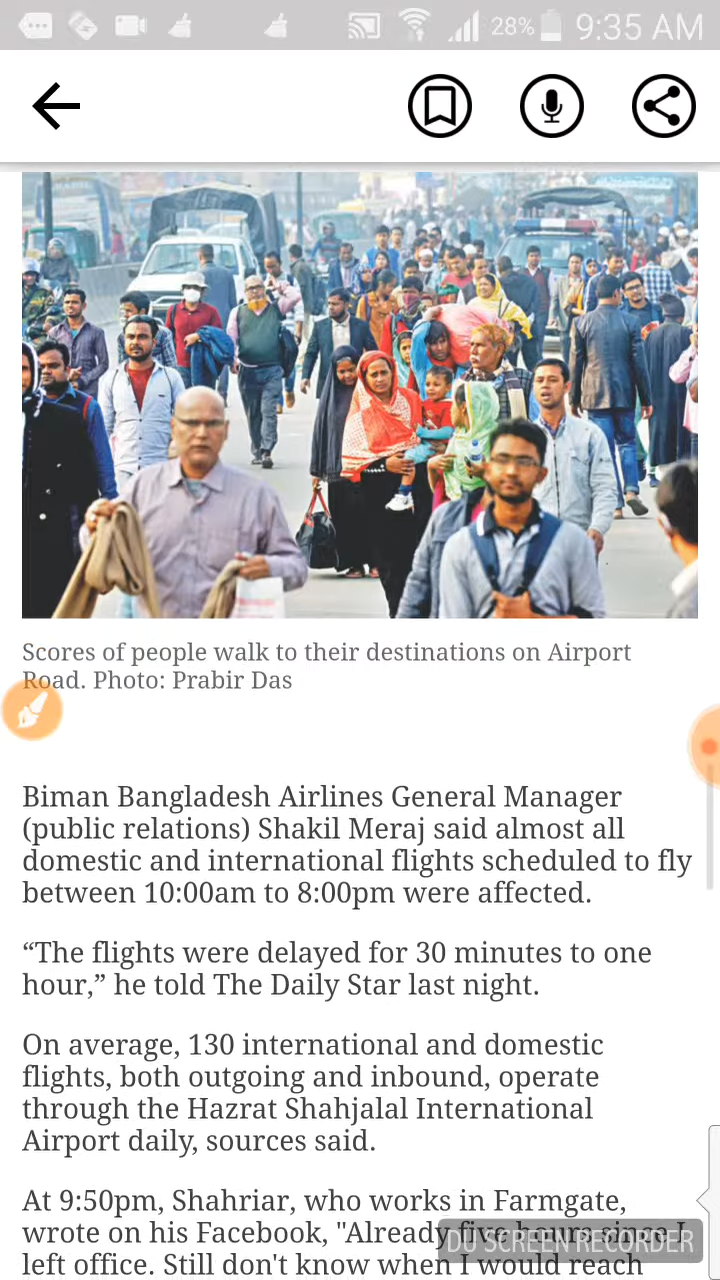 28% 9:35 AM
Scores of people walk to their destinations on Airport
Road. Photo: Prabir Das
Biman Bangladesh Airlines General Manager
(public relations) Shakil Meraj said almost all
domestic and international flights scheduled to fly
between 10:00am to 8:00pm were affected.
“The flights were delayed for 30 minutes to one
hour,” he told The Daily Star last night.
On average, 130 international and domestic
flights, both outgoing and inbound, operate
through the Hazrat Shahjalal International
Airport daily, sources said.
At 9:50pm, Shahriar, who works in Farmgate,
wrote on his Facebook, "Already five hours since I
left office. Still don't know when I would reach
DU SCREEN RECORDER